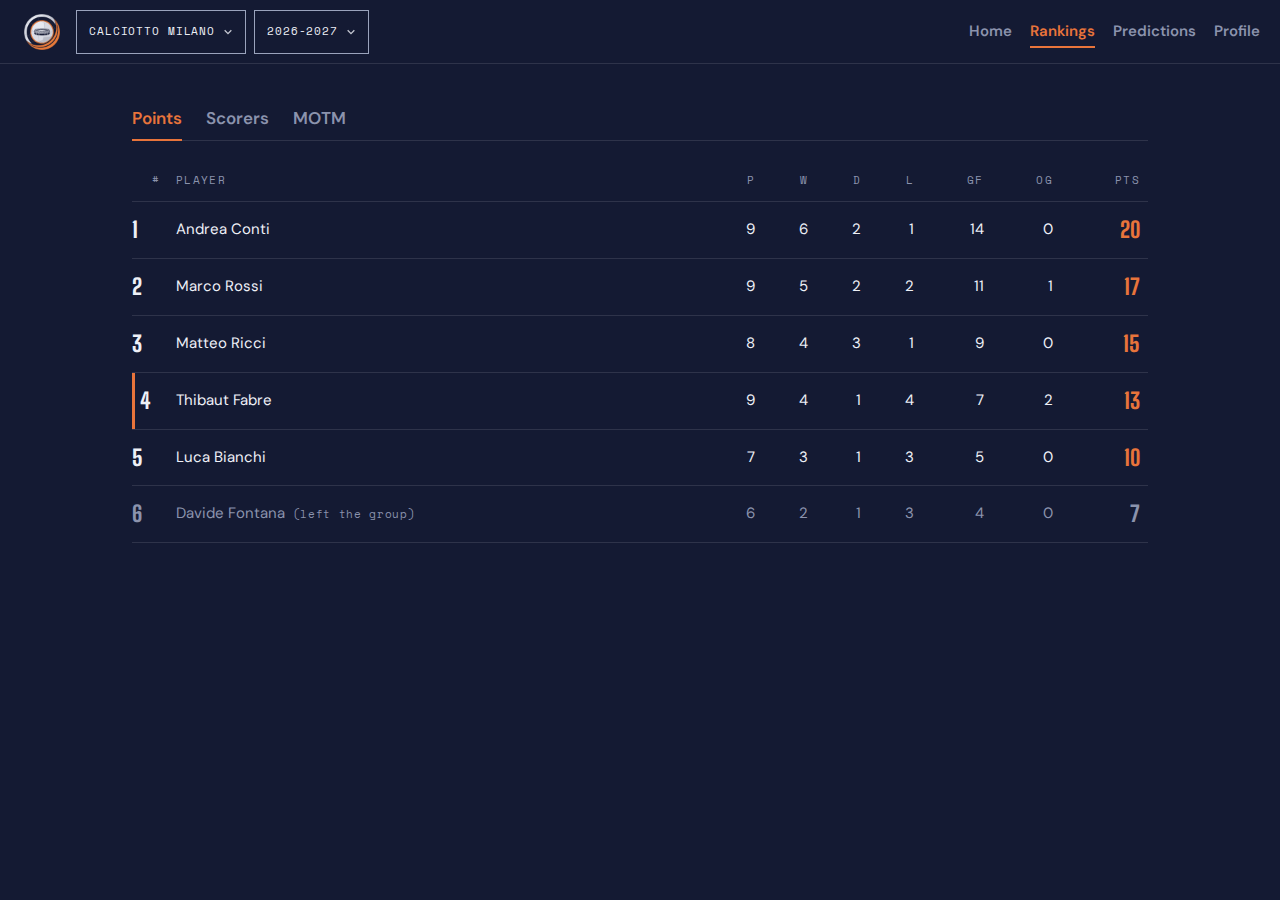 CALCIOTTO MILANO 2026-2027 Home Rankings Predictions Profile
Points Scorers MOTM
# PLAYER P W D L GF OG PTS
1 Andrea Conti 9 6 2 1 14 0 20
2 Marco Rossi 9 5 2 2 11 1 17
3 Matteo Ricci 8 4 3 1 9 0 15
4 Thibaut Fabre 9 4 1 4 7 2 13
5 Luca Bianchi 7 3 1 3 5 0 10
6 Davide Fontana (left the group) 6 2 1 3 4 0 7